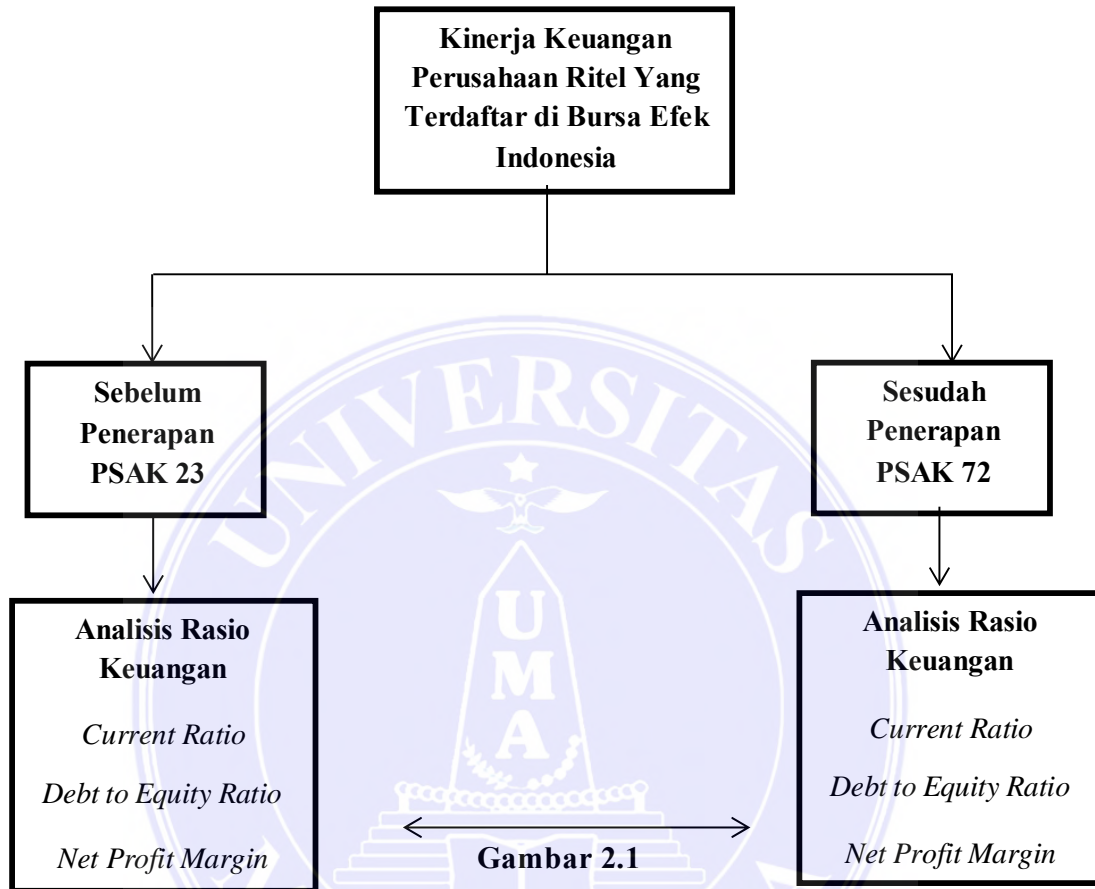 Kinerja Keuangan
Perusahaan Ritel Yang
Terdaftar di Bursa Efek
Indonesia
Sebelum
Penerapan
PSAK 23
Sesudah
Penerapan
PSAK 72
UNIVERSITAS
UMA
Analisis Rasio
Keuangan
Current Ratio
Debt to Equity Ratio
Net Profit Margin
Analisis Rasio
Keuangan
Current Ratio
Debt to Equity Ratio
Net Profit Margin
Gambar 2.1